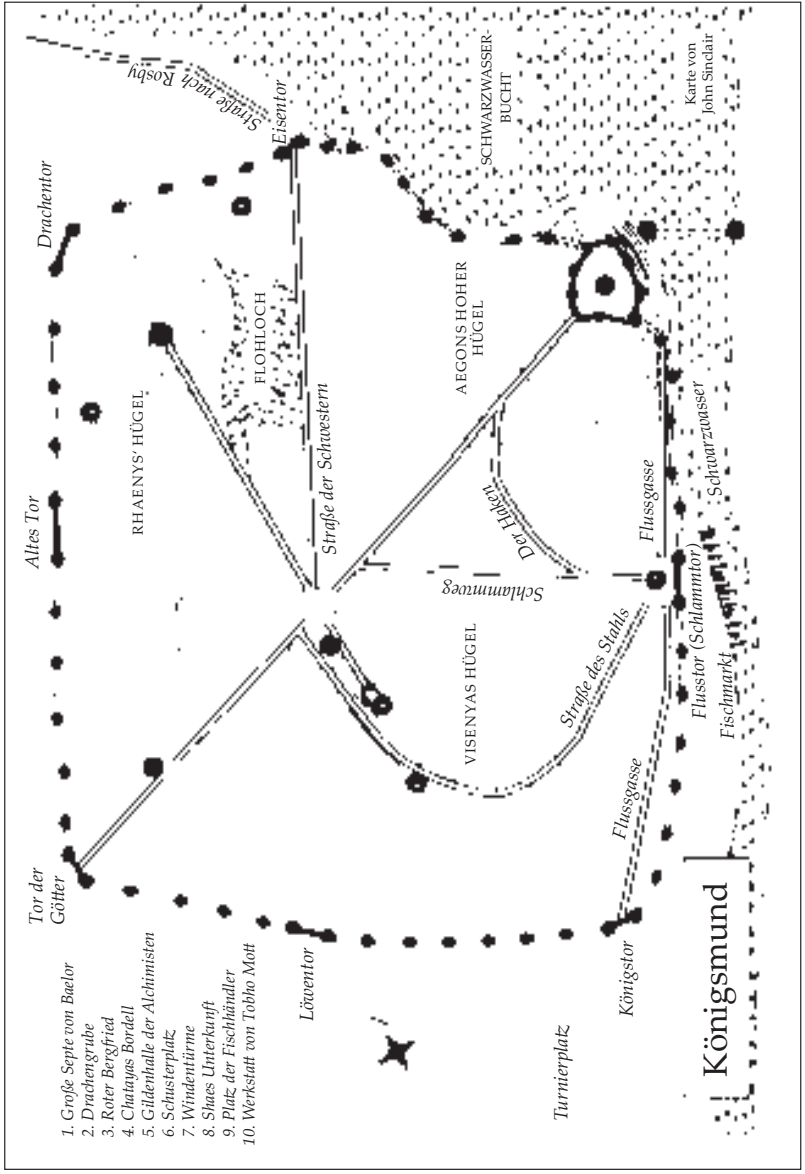 Tor der
Götter
Altes Tor
Drachentor
Straße nach Rosby
Eisentor
RHAENYS' HÜGEL
FLOHLOCH
SCHWARZWASSER-
BUCHT
Straße der Schwestern
AEGONS HOHER
HÜGEL
1. Große Septe von Baelor
2. Drachengrube
3. Roter Bergfried
4. Chatayas Bordell
5. Gildenhalle der Alchimisten
6. Schusterplatz
7. Windentürme
8. Shaes Unterkunft
9. Platz der Fischhändler
10. Werkstatt von Tobho Mott
Löwentor
VISENYAS HÜGEL
Schlammweg
Der Haken
Straße des Stahls
Flussgasse
Flussgasse
Turnierplatz
Königstor
Flusstor (Schlammtor)
Fischmarkt
Schwarzwasser
Karte von
John Sinclair
Königsmund